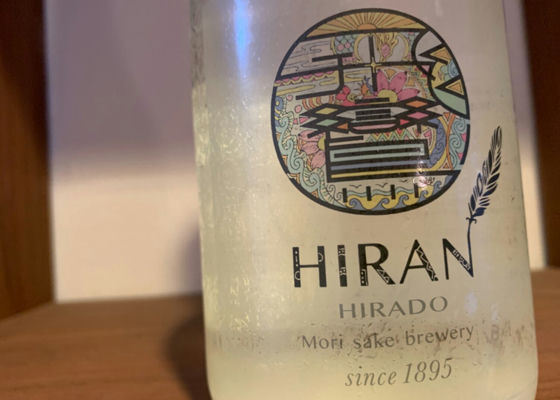 HIRAN
HIRADO
Mori sake brewery
since 1895